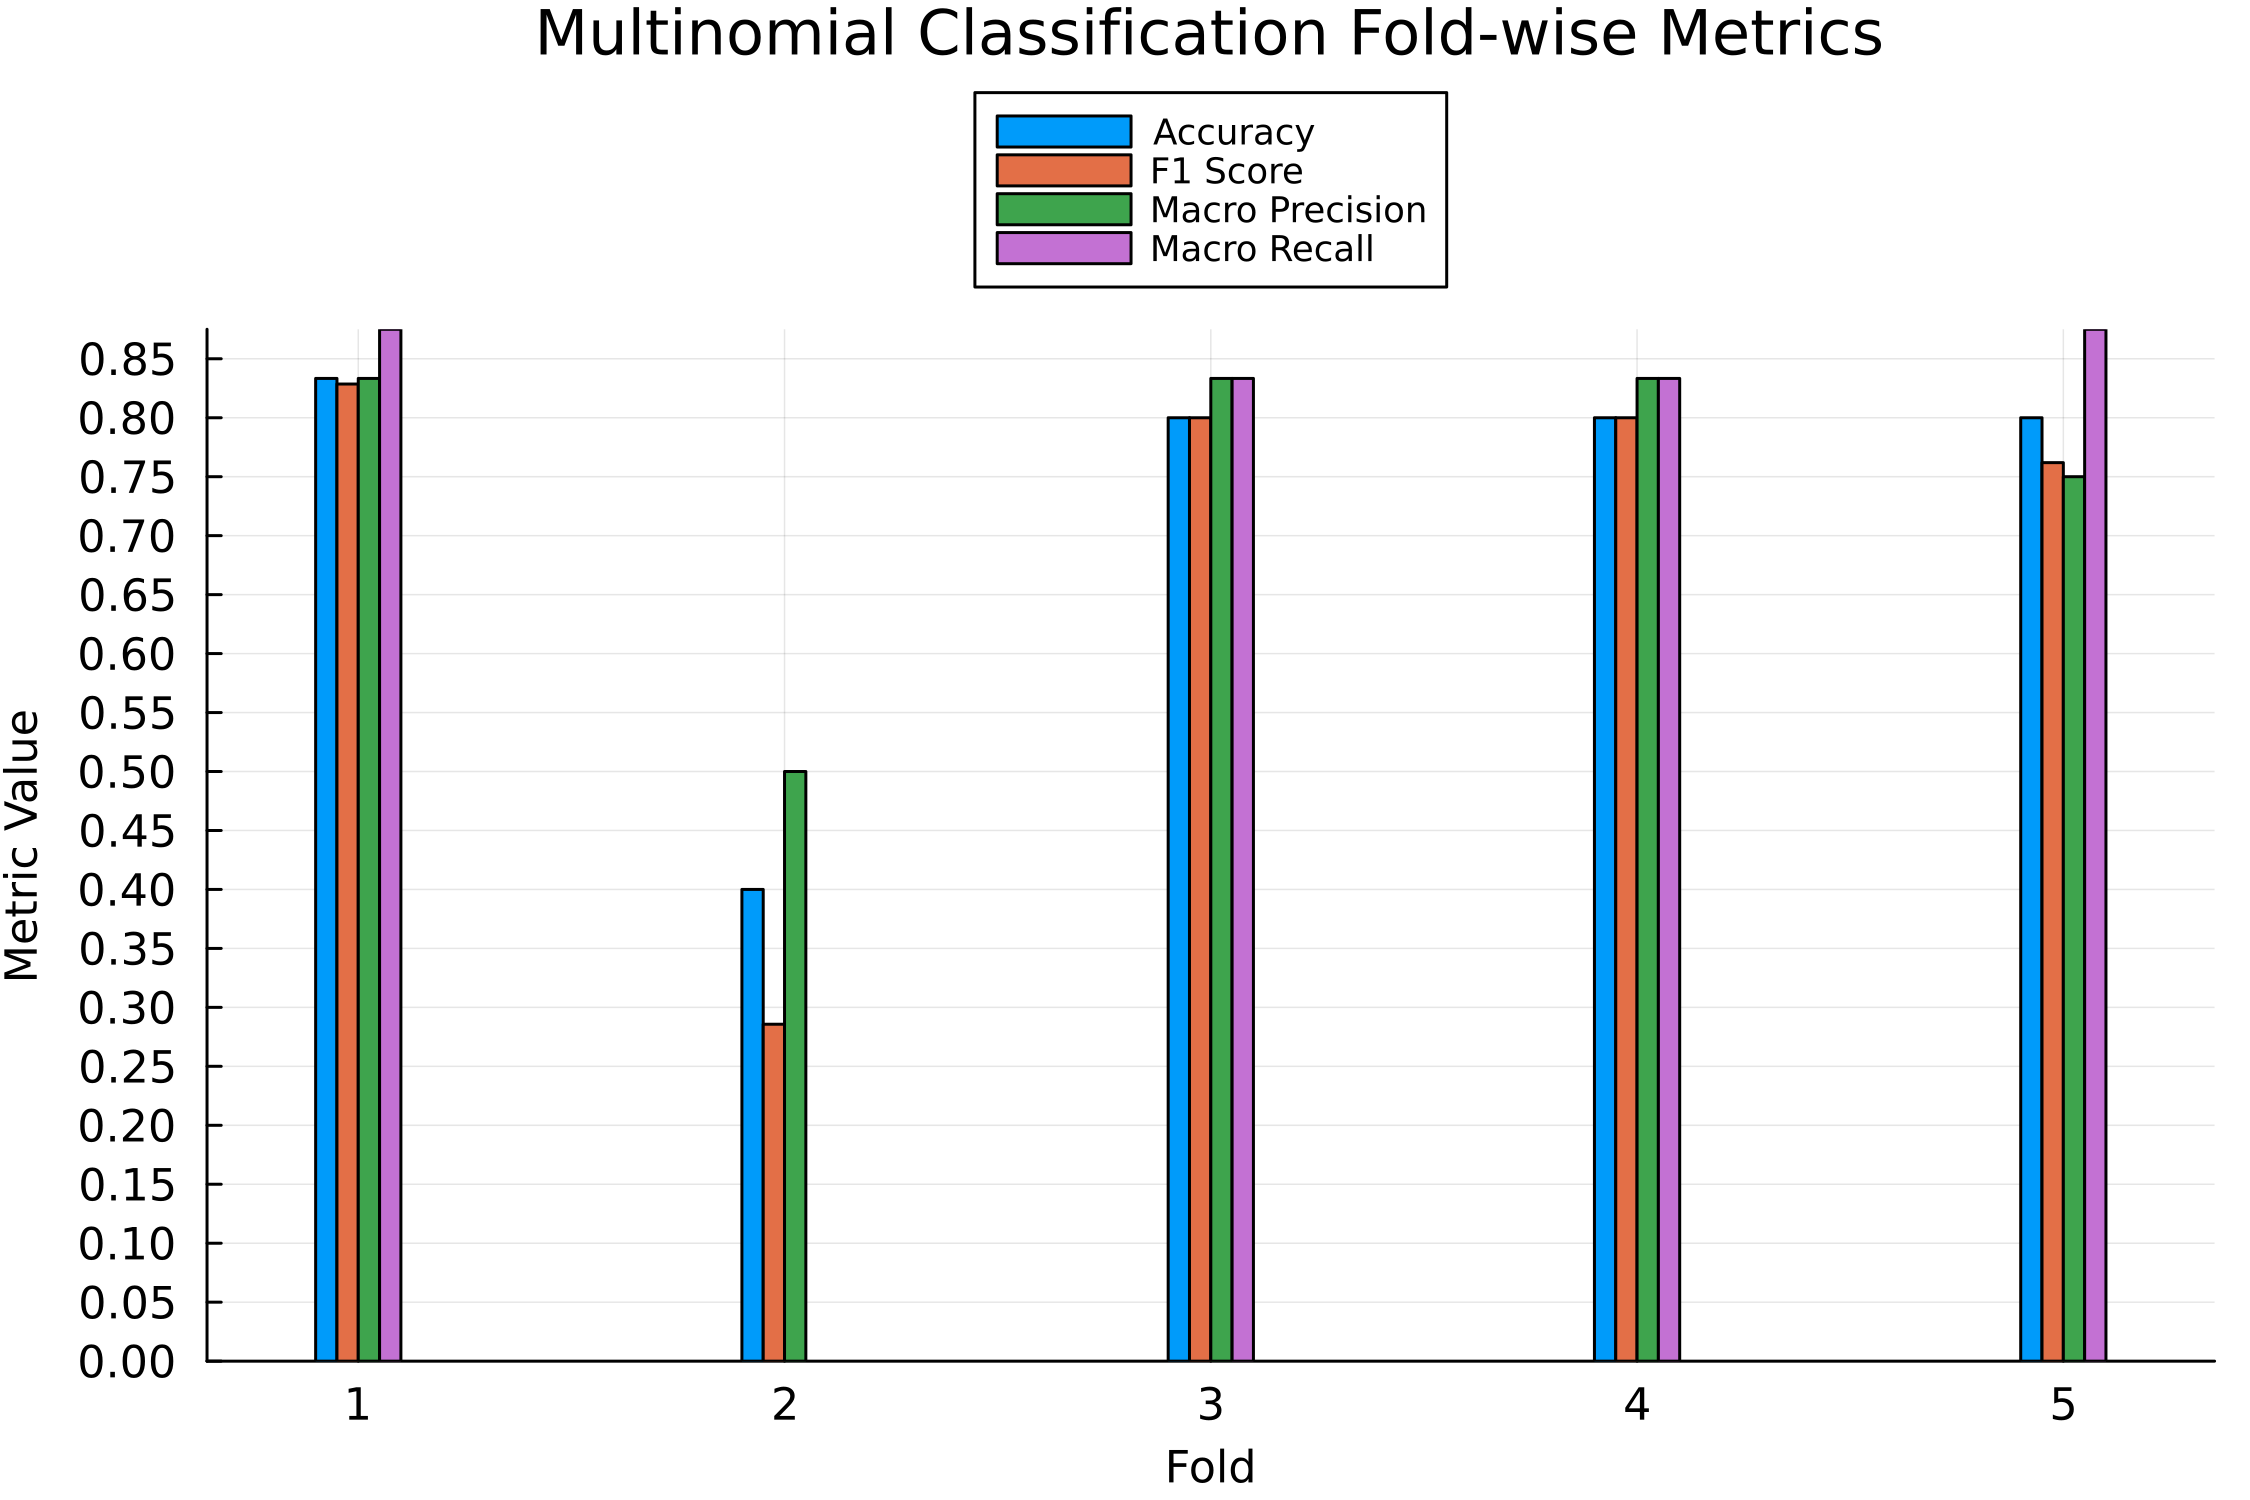 Multinomial Classification Fold-wise Metrics
Accuracy
F1 Score
Macro Precision
Macro Recall
0.85
0.80
0.75
0.70
0.65
0.60
0.55
0.50
0.45
0.40
0.35
0.30
0.25
0.20
0.15
0.10
0.05
0.00
Metric Value
1 2 3 4 5
Fold